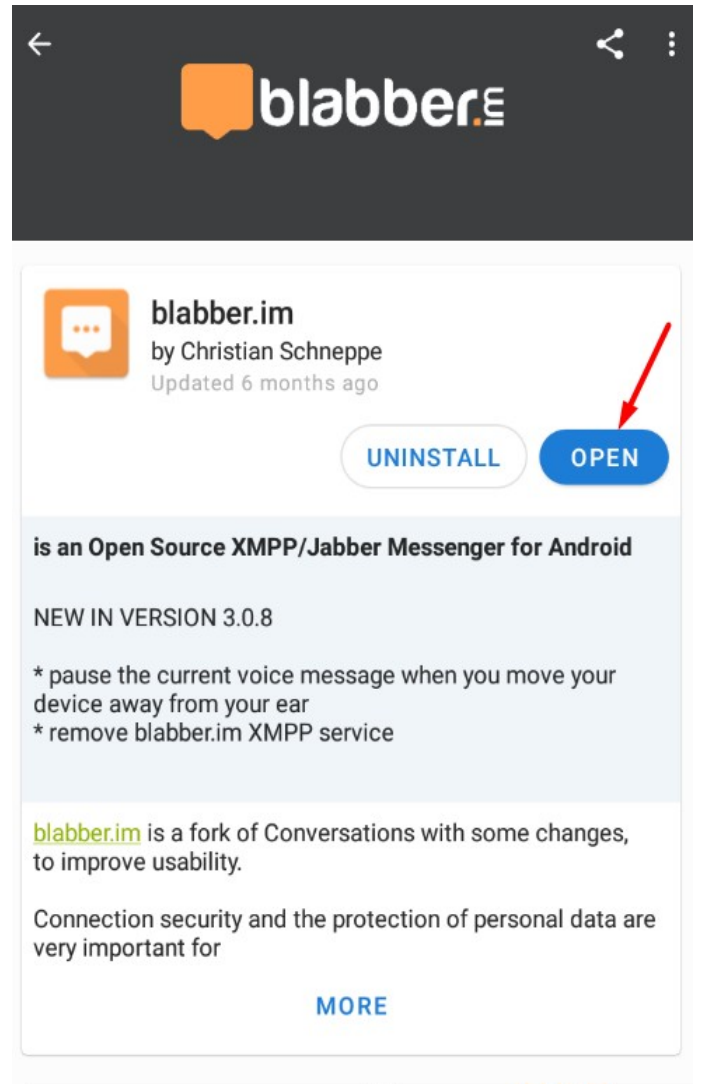 blabber.im
blabber.im
by Christian Schneppe
Updated 6 months ago
UNINSTALL
OPEN
is an Open Source XMPP/Jabber Messenger for Android
NEW IN VERSION 3.0.8
* pause the current voice message when you move your
device away from your ear
* remove blabber.im XMPP service
blabber.im is a fork of Conversations with some changes,
to improve usability.
Connection security and the protection of personal data are
very important for
MORE